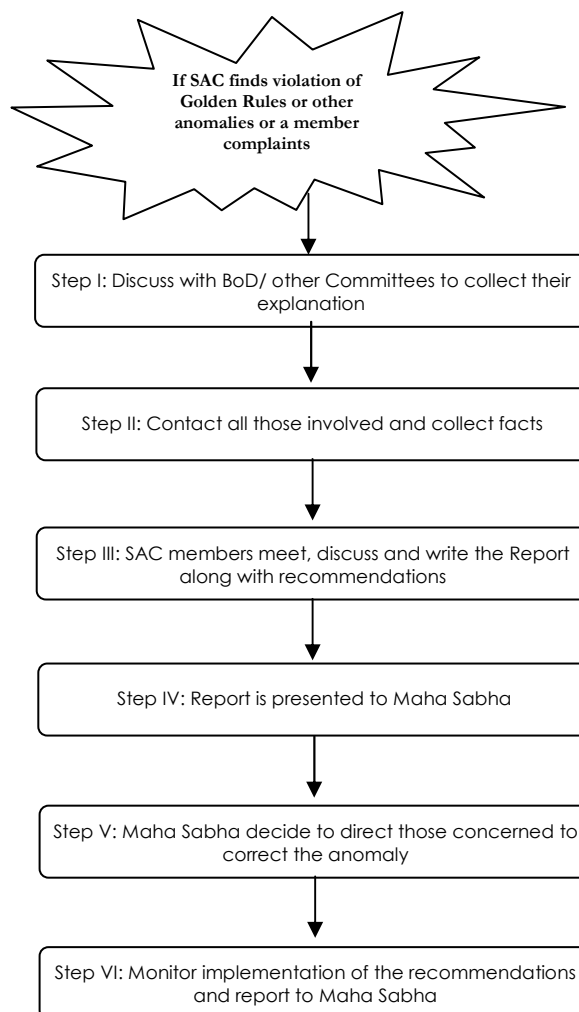 If SAC finds violation of
Golden Rules or other
anomalies or a member
complaints
Step I: Discuss with BoD/ other Committees to collect their
explanation
Step II: Contact all those involved and collect facts
Step III: SAC members meet, discuss and write the Report
along with recommendations
Step IV: Report is presented to Maha Sabha
Step V: Maha Sabha decide to direct those concerned to
correct the anomaly
Step VI: Monitor implementation of the recommendations
and report to Maha Sabha